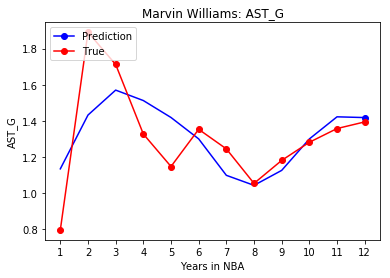 Marvin Williams: AST_G
Prediction
True
AST_G
1.8
1.6
1.4
1.2
1.0
0.8
1 2 3 4 5 6 7 8 9 10 11 12
Years in NBA